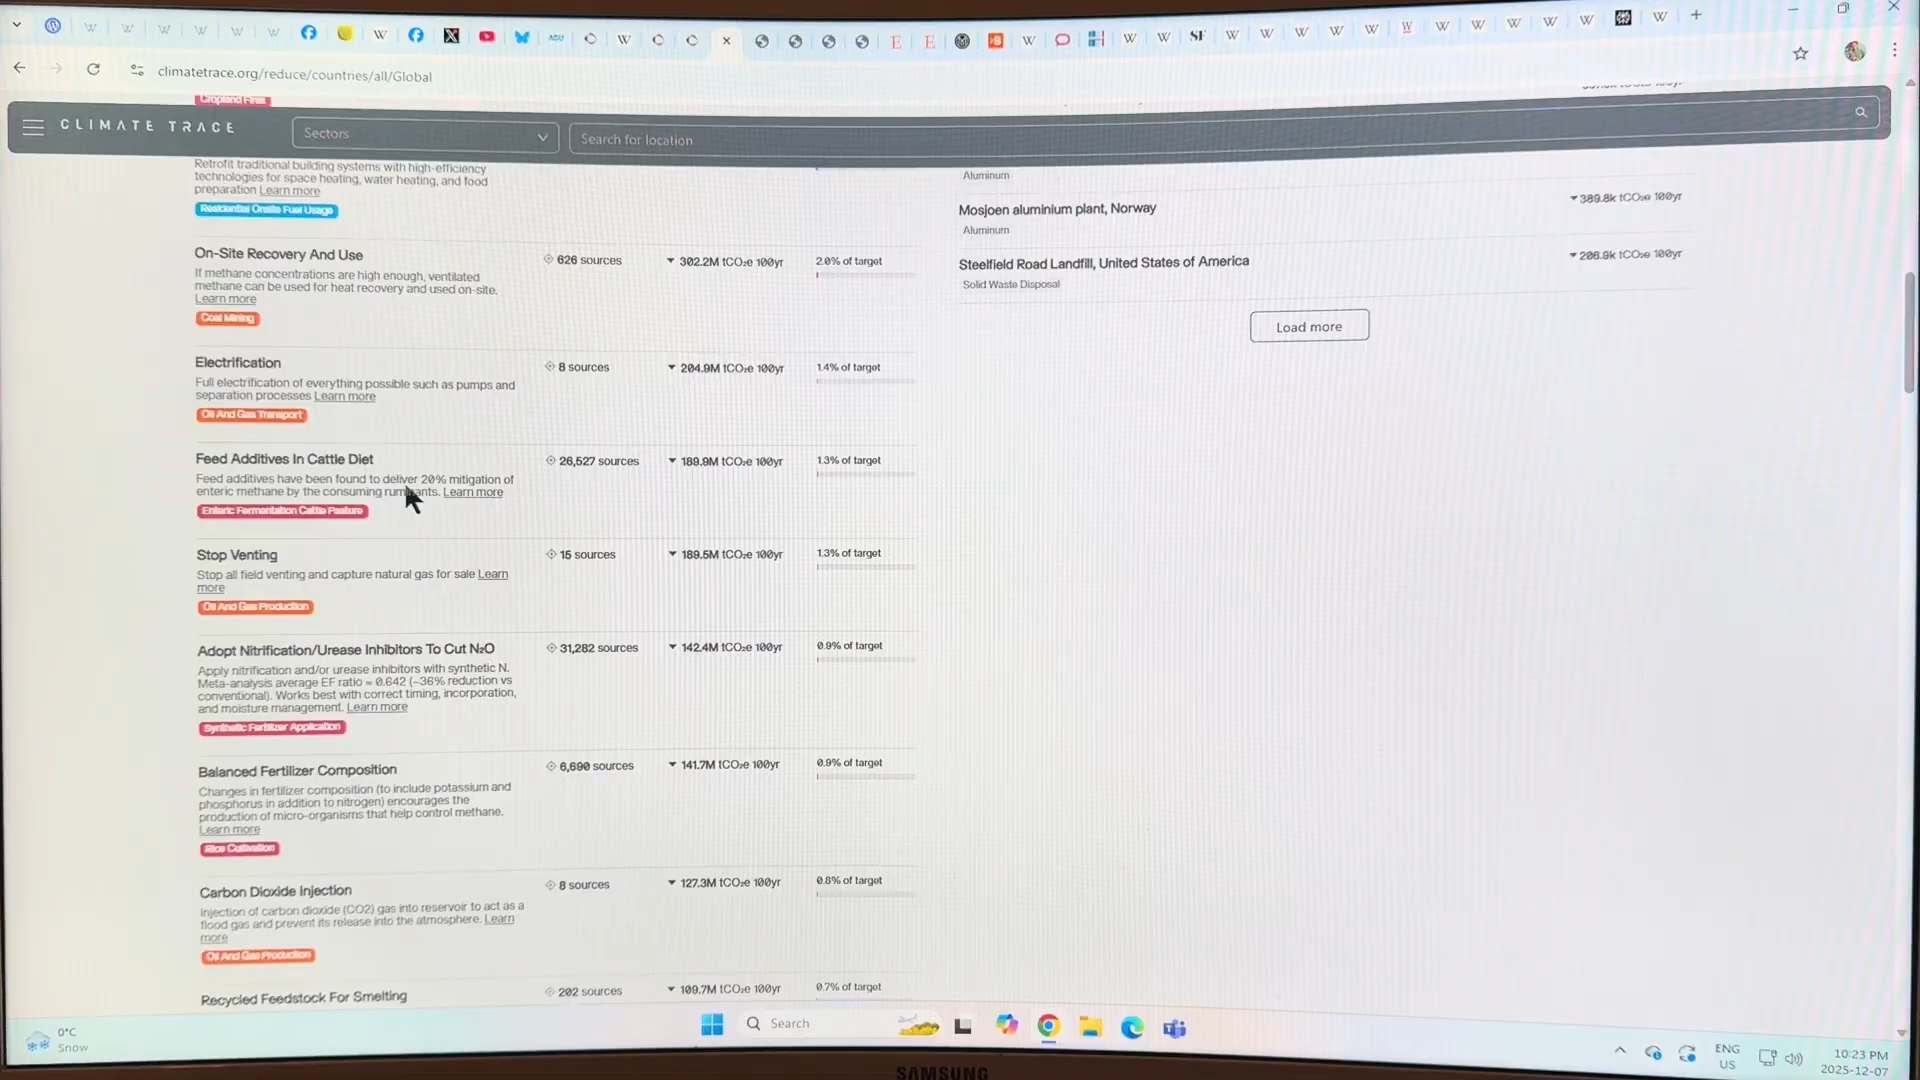 climatetrace.org/reduce/countries/all/Global
Cropland Fires
CLIMATE TRACE
Sectors
Search for location
Retrofit traditional building systems with high-efficiency
technologies for space heating, water heating, and food
preparation Learn more
Residential Onsite Fuel Usage
On-Site Recovery And Use
If methane concentrations are high enough, ventilated
methane can be used for heat recovery and used on-site.
Learn more
Coal Mining
626 sources
302.2M tCO₂e 100yr
2.0% of target
Electrification
Full electrification of everything possible such as pumps and
separation processes Learn more
Oil And Gas Transport
8 sources
204.9M tCO₂e 100yr
1.4% of target
Feed Additives In Cattle Diet
Feed additives have been found to deliver 20% mitigation of
enteric methane by the consuming ruminants. Learn more
Enteric Fermentation Cattle Pasture
26,527 sources
189.9M tCO₂e 100yr
1.3% of target
Stop Venting
Stop all field venting and capture natural gas for sale Learn
more
Oil And Gas Production
15 sources
189.5M tCO₂e 100yr
1.3% of target
Adopt Nitrification/Urease Inhibitors To Cut N₂O
Apply nitrification and/or urease inhibitors with synthetic N.
Meta-analysis average EF ratio ≈ 0.642 (~36% reduction vs
conventional). Works best with correct timing, incorporation,
and moisture management. Learn more
Synthetic Fertilizer Application
31,282 sources
142.4M tCO₂e 100yr
0.9% of target
Balanced Fertilizer Composition
Changes in fertilizer composition (to include potassium and
phosphorus in addition to nitrogen) encourages the
production of micro-organisms that help control methane.
Learn more
Rice Cultivation
6,690 sources
141.7M tCO₂e 100yr
0.9% of target
Carbon Dioxide Injection
Injection of carbon dioxide (CO2) gas into reservoir to act as a
flood gas and prevent its release into the atmosphere. Learn
more
Oil And Gas Production
8 sources
127.3M tCO₂e 100yr
0.8% of target
Recycled Feedstock For Smelting
202 sources
109.7M tCO₂e 100yr
0.7% of target
Aluminum
Mosjoen aluminium plant, Norway
389.8k tCO₂e 100yr
Aluminum
Steelfield Road Landfill, United States of America
206.9k tCO₂e 100yr
Solid Waste Disposal
Load more
0°C
Snow
Search
ENG
US
10:23 PM
2025-12-07
SAMSUNG